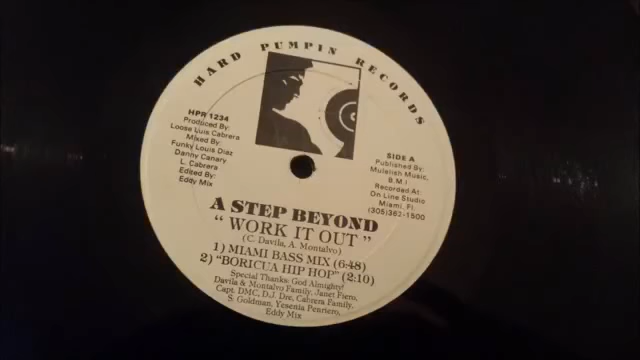 HARD PUMPIN RECORDS
HPR 1234
Produced By:
Loose Luis Cabrera
Mixed By:
Funky Louis Diaz
Danny Canary
L. Cabrera
Edited By:
Eddy Mix
SIDE A
Published By:
Mulelish Music,
B.M.I.
Recorded At:
On Line Studio
Miami, Fl.
(305)362-1500
A STEP BEYOND
" WORK IT OUT "
(C. Davila, A. Montalvo)
1) MIAMI BASS MIX (6:48)
2) "BORICUA HIP HOP" (2:10)
Special Thanks: God Almighty!
Davila & Montalvo Family, Janet Fiero,
Capt. DMC, D.J. Dre, Cabrera Family,
S. Goldman, Yesenia Pentero,
Eddy Mix